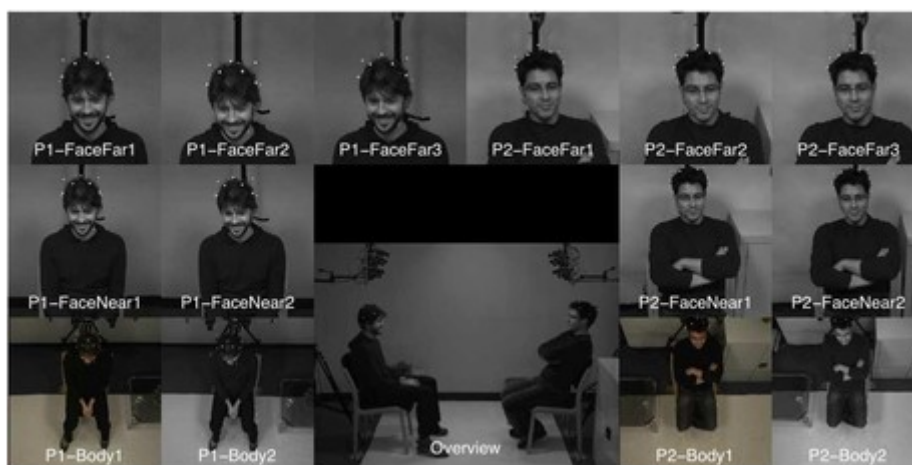 P1-FaceFar1
P1-FaceFar2
P1-FaceFar3
P2-FaceFar1
P2-FaceFar2
P2-FaceFar3
P1-FaceNear1
P1-FaceNear2
P2-FaceNear1
P2-FaceNear2
P1-Body1
P1-Body2
Overview
P2-Body1
P2-Body2